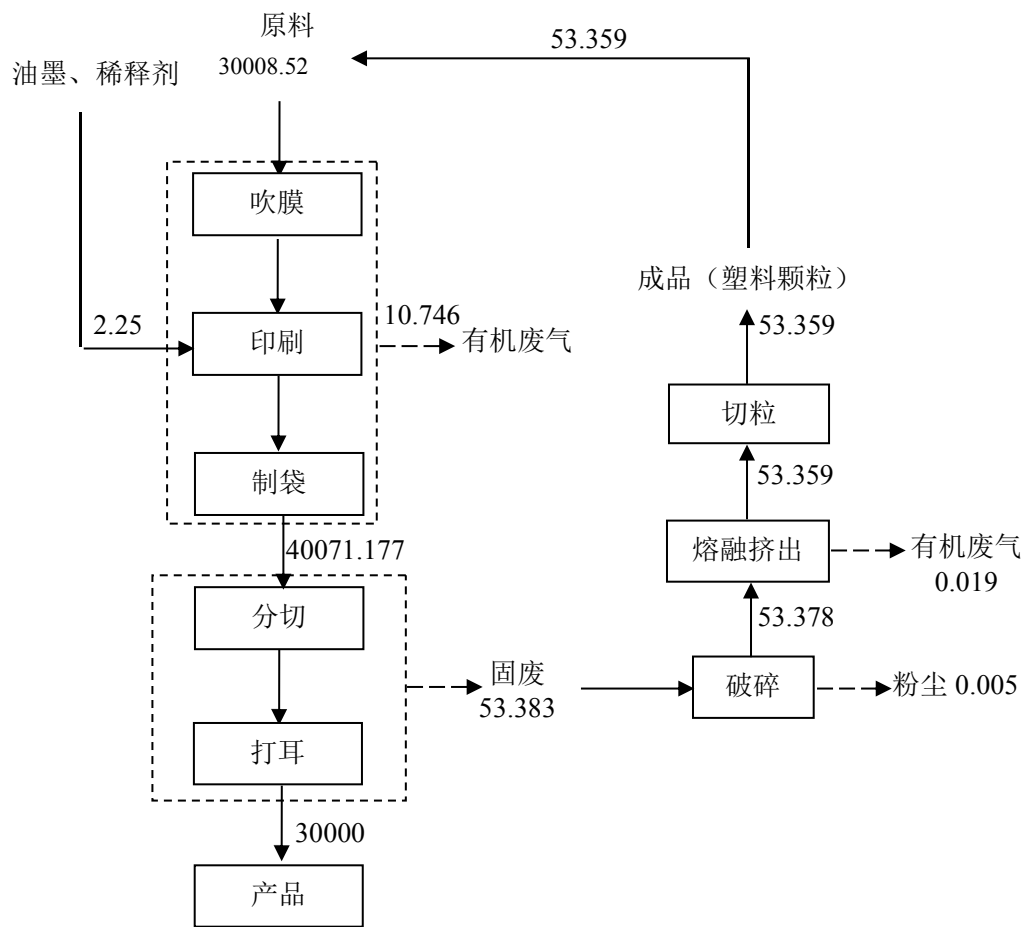 原料
53.359
油墨、稀释剂
30008.52
吹膜
成品（塑料颗粒）
2.25
印刷
10.746
有机废气
53.359
切粒
制袋
53.359
40071.177
熔融挤出
有机废气
0.019
分切
53.378
固废
53.383
破碎
粉尘 0.005
打耳
30000
产品